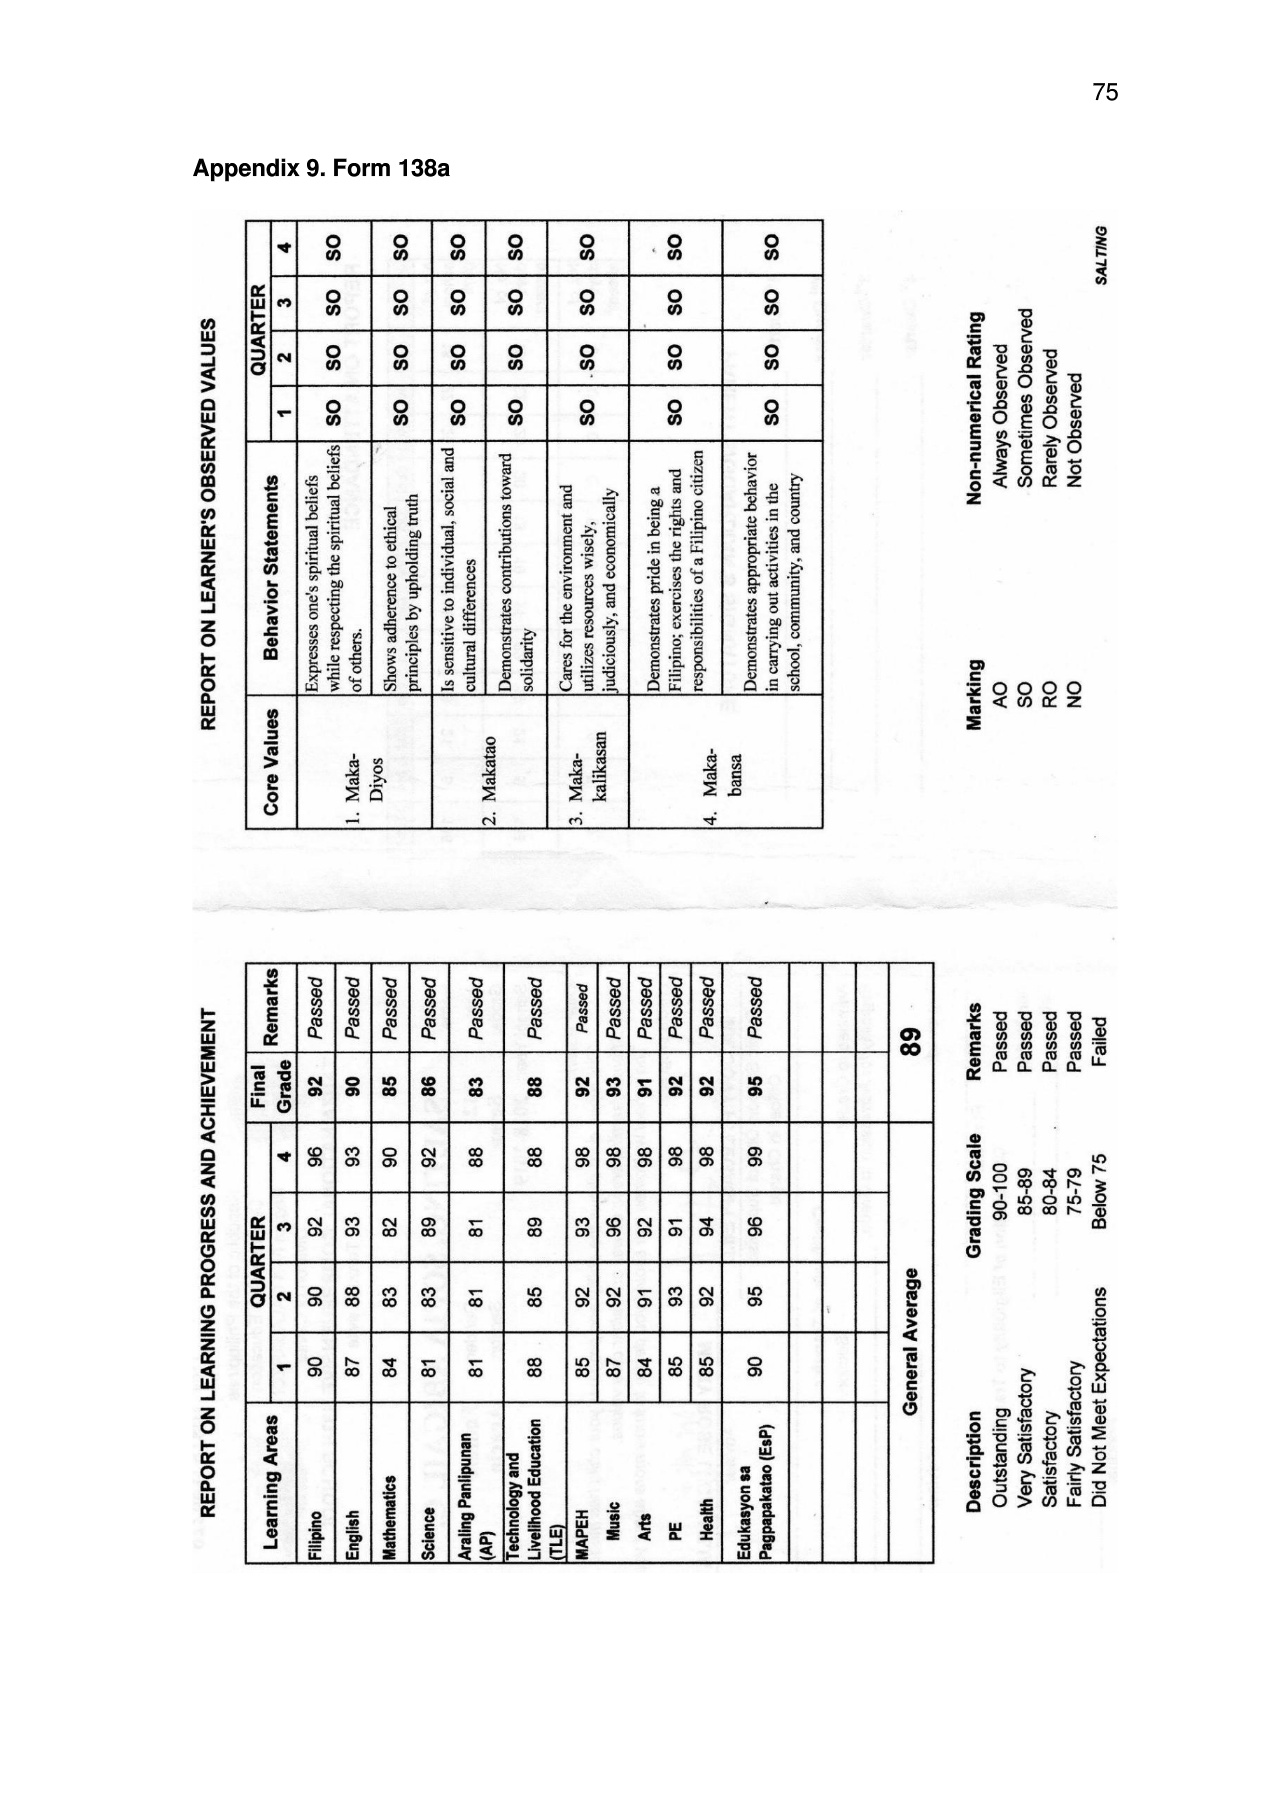 75
Appendix 9. Form 138a
REPORT ON LEARNING PROGRESS AND ACHIEVEMENT
Learning Areas QUARTER Final Grade Remarks
1 2 3 4
Filipino 90 90 92 96 92 Passed
English 87 88 93 93 90 Passed
Mathematics 84 83 82 90 85 Passed
Science 81 83 89 92 86 Passed
Araling Panlipunan
(AP) 81 81 81 88 83 Passed
Technology and
Livelihood Education
(TLE) 88 85 89 88 88 Passed
MAPEH 85 92 93 98 92 Passed
Music 87 92 96 98 93 Passed
Arts 84 91 92 98 91 Passed
PE 85 93 91 98 92 Passed
Health 85 92 94 98 92 Passed
Edukasyon sa
Pagpapakatao (EsP) 90 95 96 99 95 Passed
General Average 89
Description Grading Scale Remarks
Outstanding 90-100 Passed
Very Satisfactory 85-89 Passed
Satisfactory 80-84 Passed
Fairly Satisfactory 75-79 Passed
Did Not Meet Expectations Below 75 Failed
REPORT ON LEARNER'S OBSERVED VALUES
Core Values Behavior Statements QUARTER
1 2 3 4
1. Maka-
Diyos
Expresses one's spiritual beliefs
while respecting the spiritual beliefs
of others.
SO SO SO SO
Shows adherence to ethical
principles by upholding truth
SO SO SO SO
2. Makatao
Is sensitive to individual, social and
cultural differences
SO SO SO SO
Demonstrates contributions toward
solidarity
SO SO SO SO
3. Maka-
kalikasan
Cares for the environment and
utilizes resources wisely,
judiciously, and economically
SO SO SO SO
4. Maka-
bansa
Demonstrates pride in being a
Filipino; exercises the rights and
responsibilities of a Filipino citizen
SO SO SO SO
Demonstrates appropriate behavior
in carrying out activities in the
school, community, and country
SO SO SO SO
Marking Non-numerical Rating
AO Always Observed
SO Sometimes Observed
RO Rarely Observed
NO Not Observed
SALTING